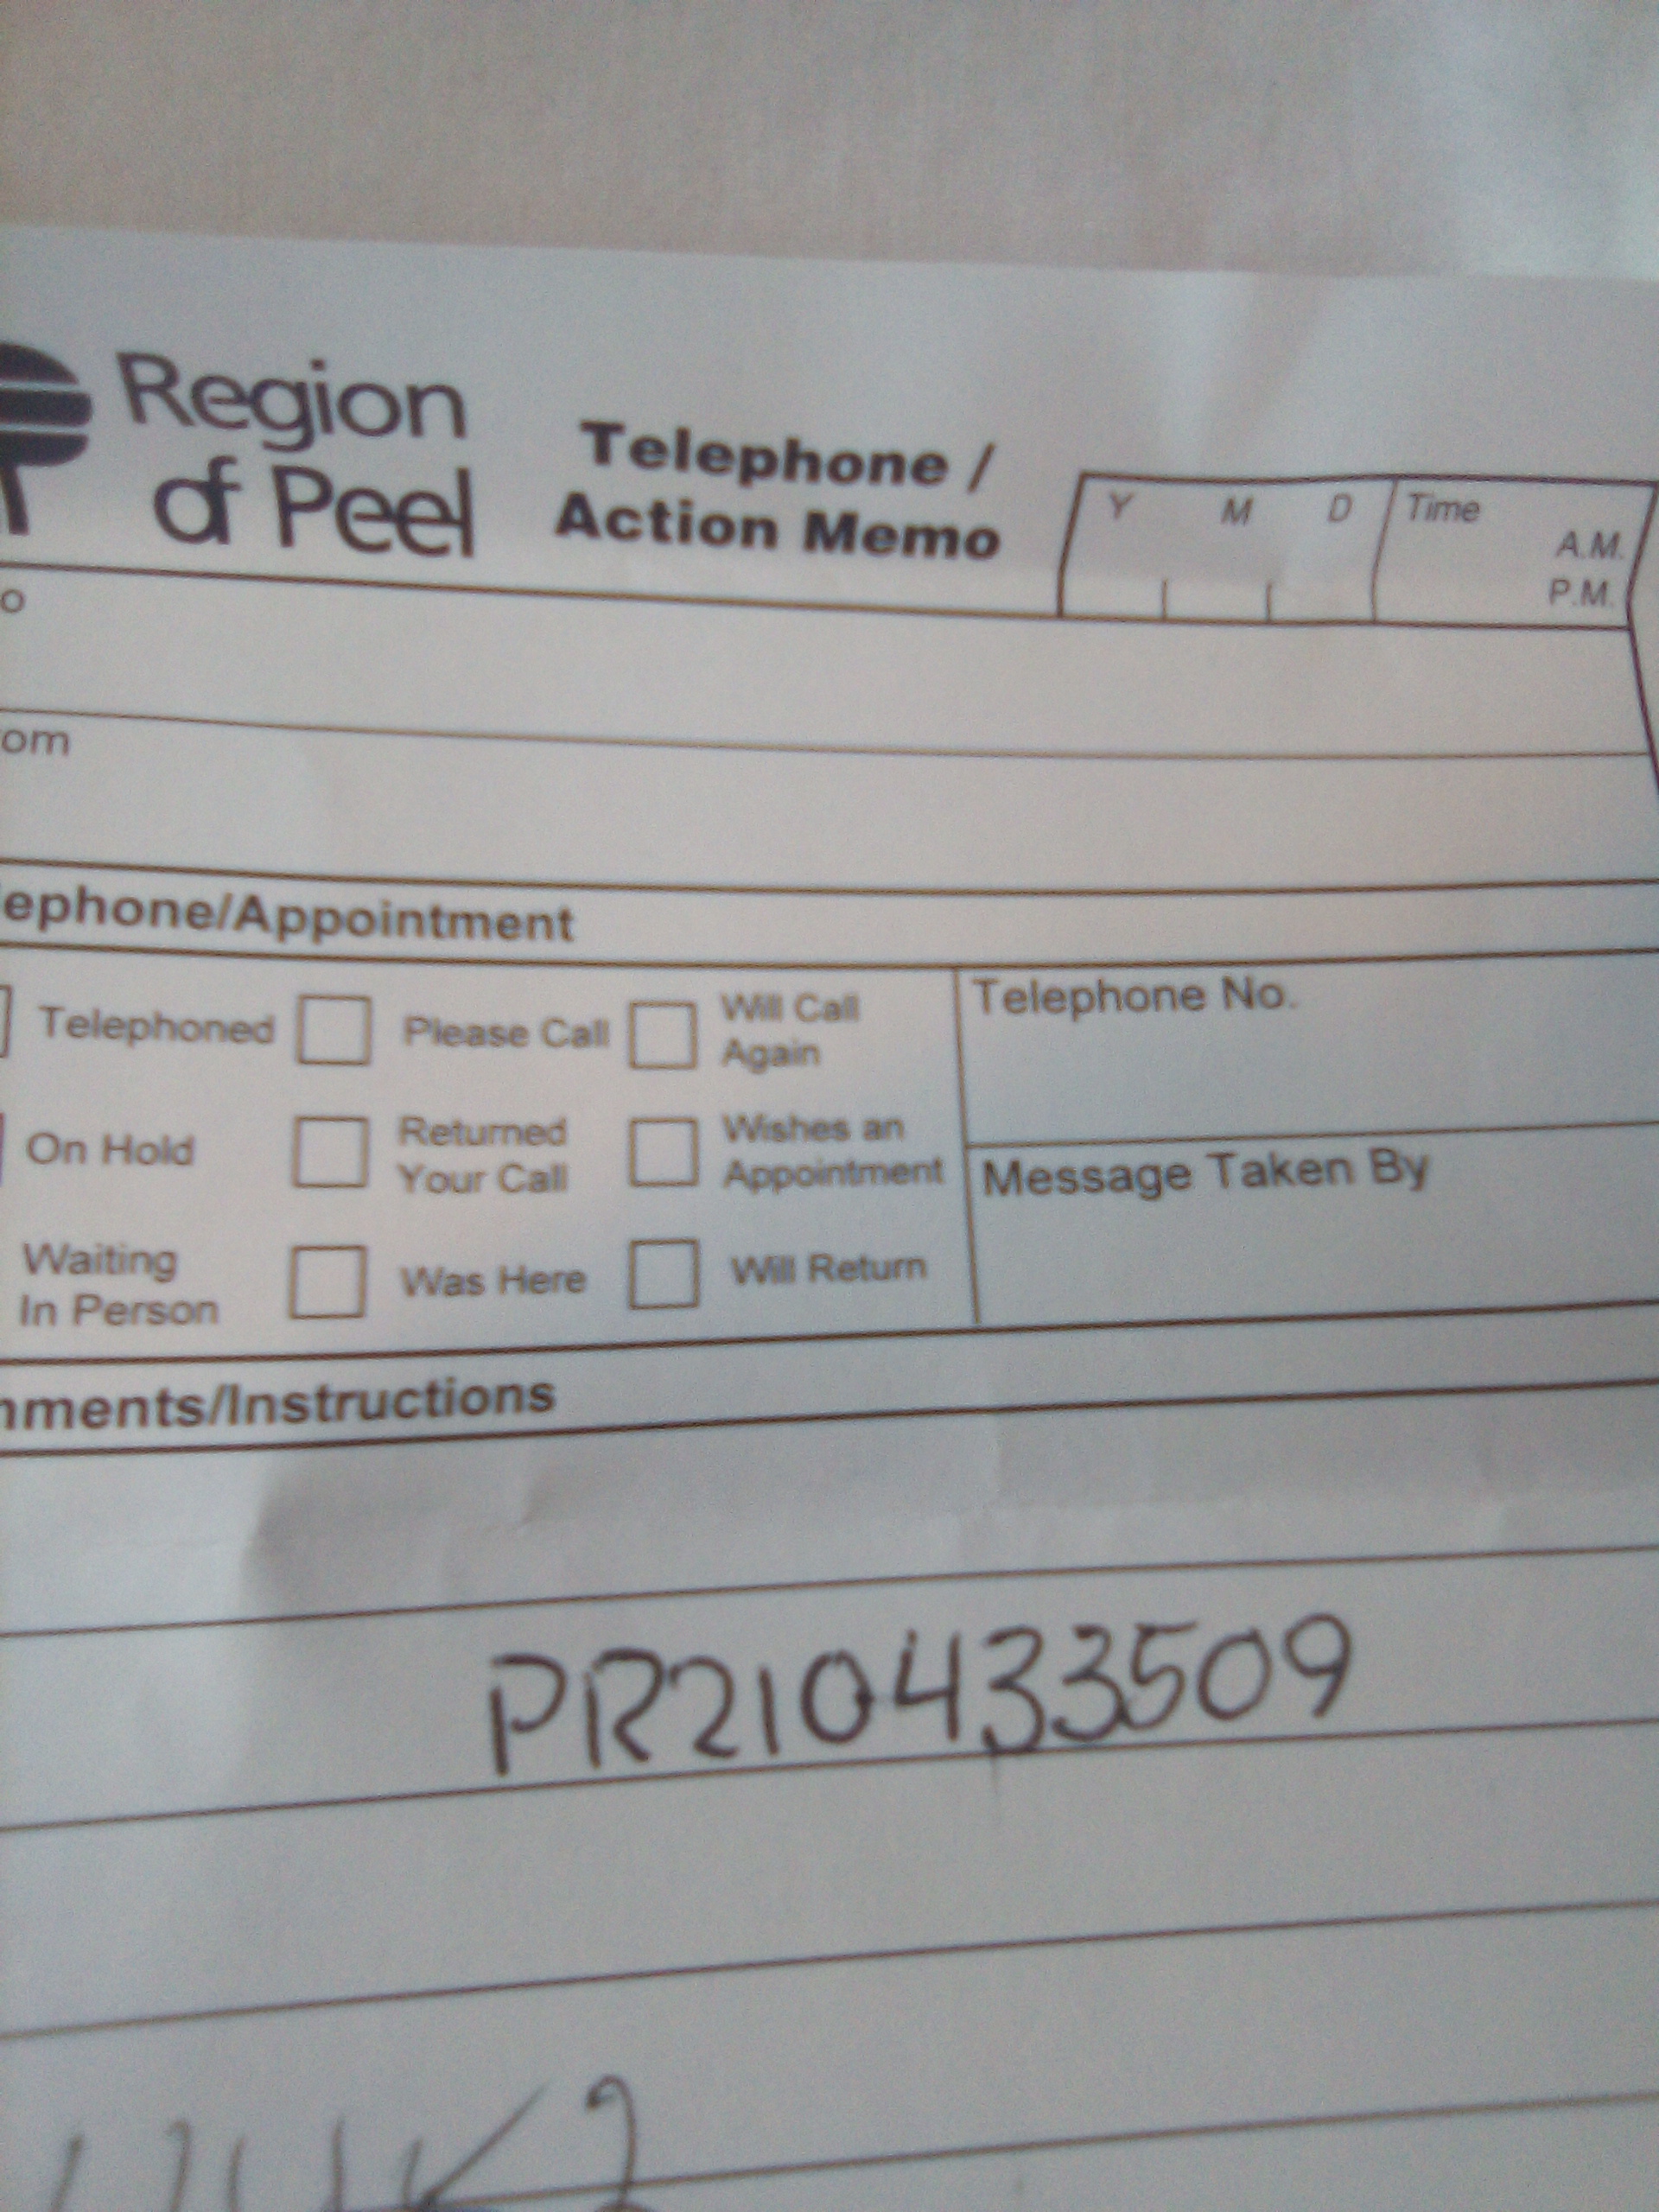 Region
of Peel
Telephone /
Action Memo
Y M D Time
A.M.
P.M.
o
om
ephone/Appointment
Telephoned Please Call Will Call Again Telephone No.
On Hold Returned Your Call Wishes an Appointment Message Taken By
Waiting In Person Was Here Will Return
mments/Instructions
PR210433509